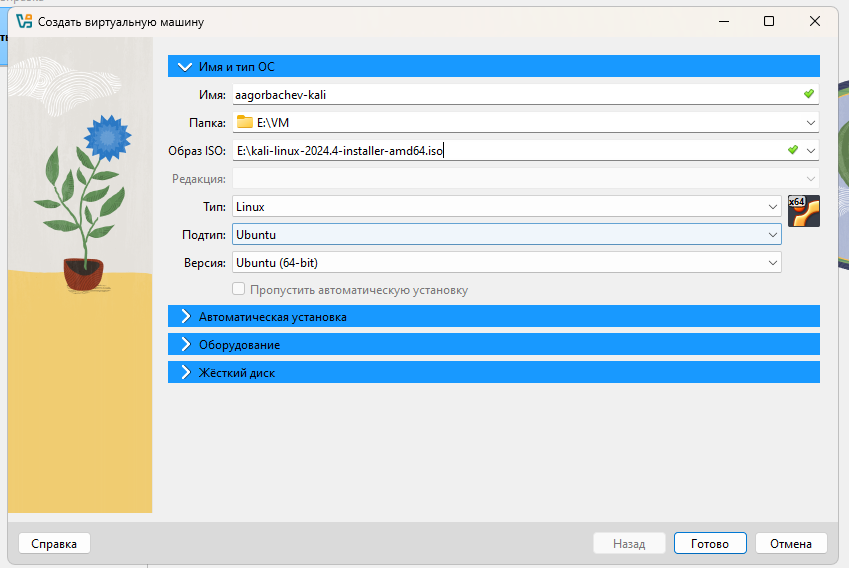 Создать виртуальную машину
Имя и тип ОС
Имя: aagorbachev-kali
Папка: E:\VM
Образ ISO: E:\kali-linux-2024.4-installer-amd64.iso
Редакция:
Тип: Linux
x64
Подтип: Ubuntu
Версия: Ubuntu (64-bit)
Пропустить автоматическую установку
Автоматическая установка
Оборудование
Жёсткий диск
Справка Назад Готово Отмена